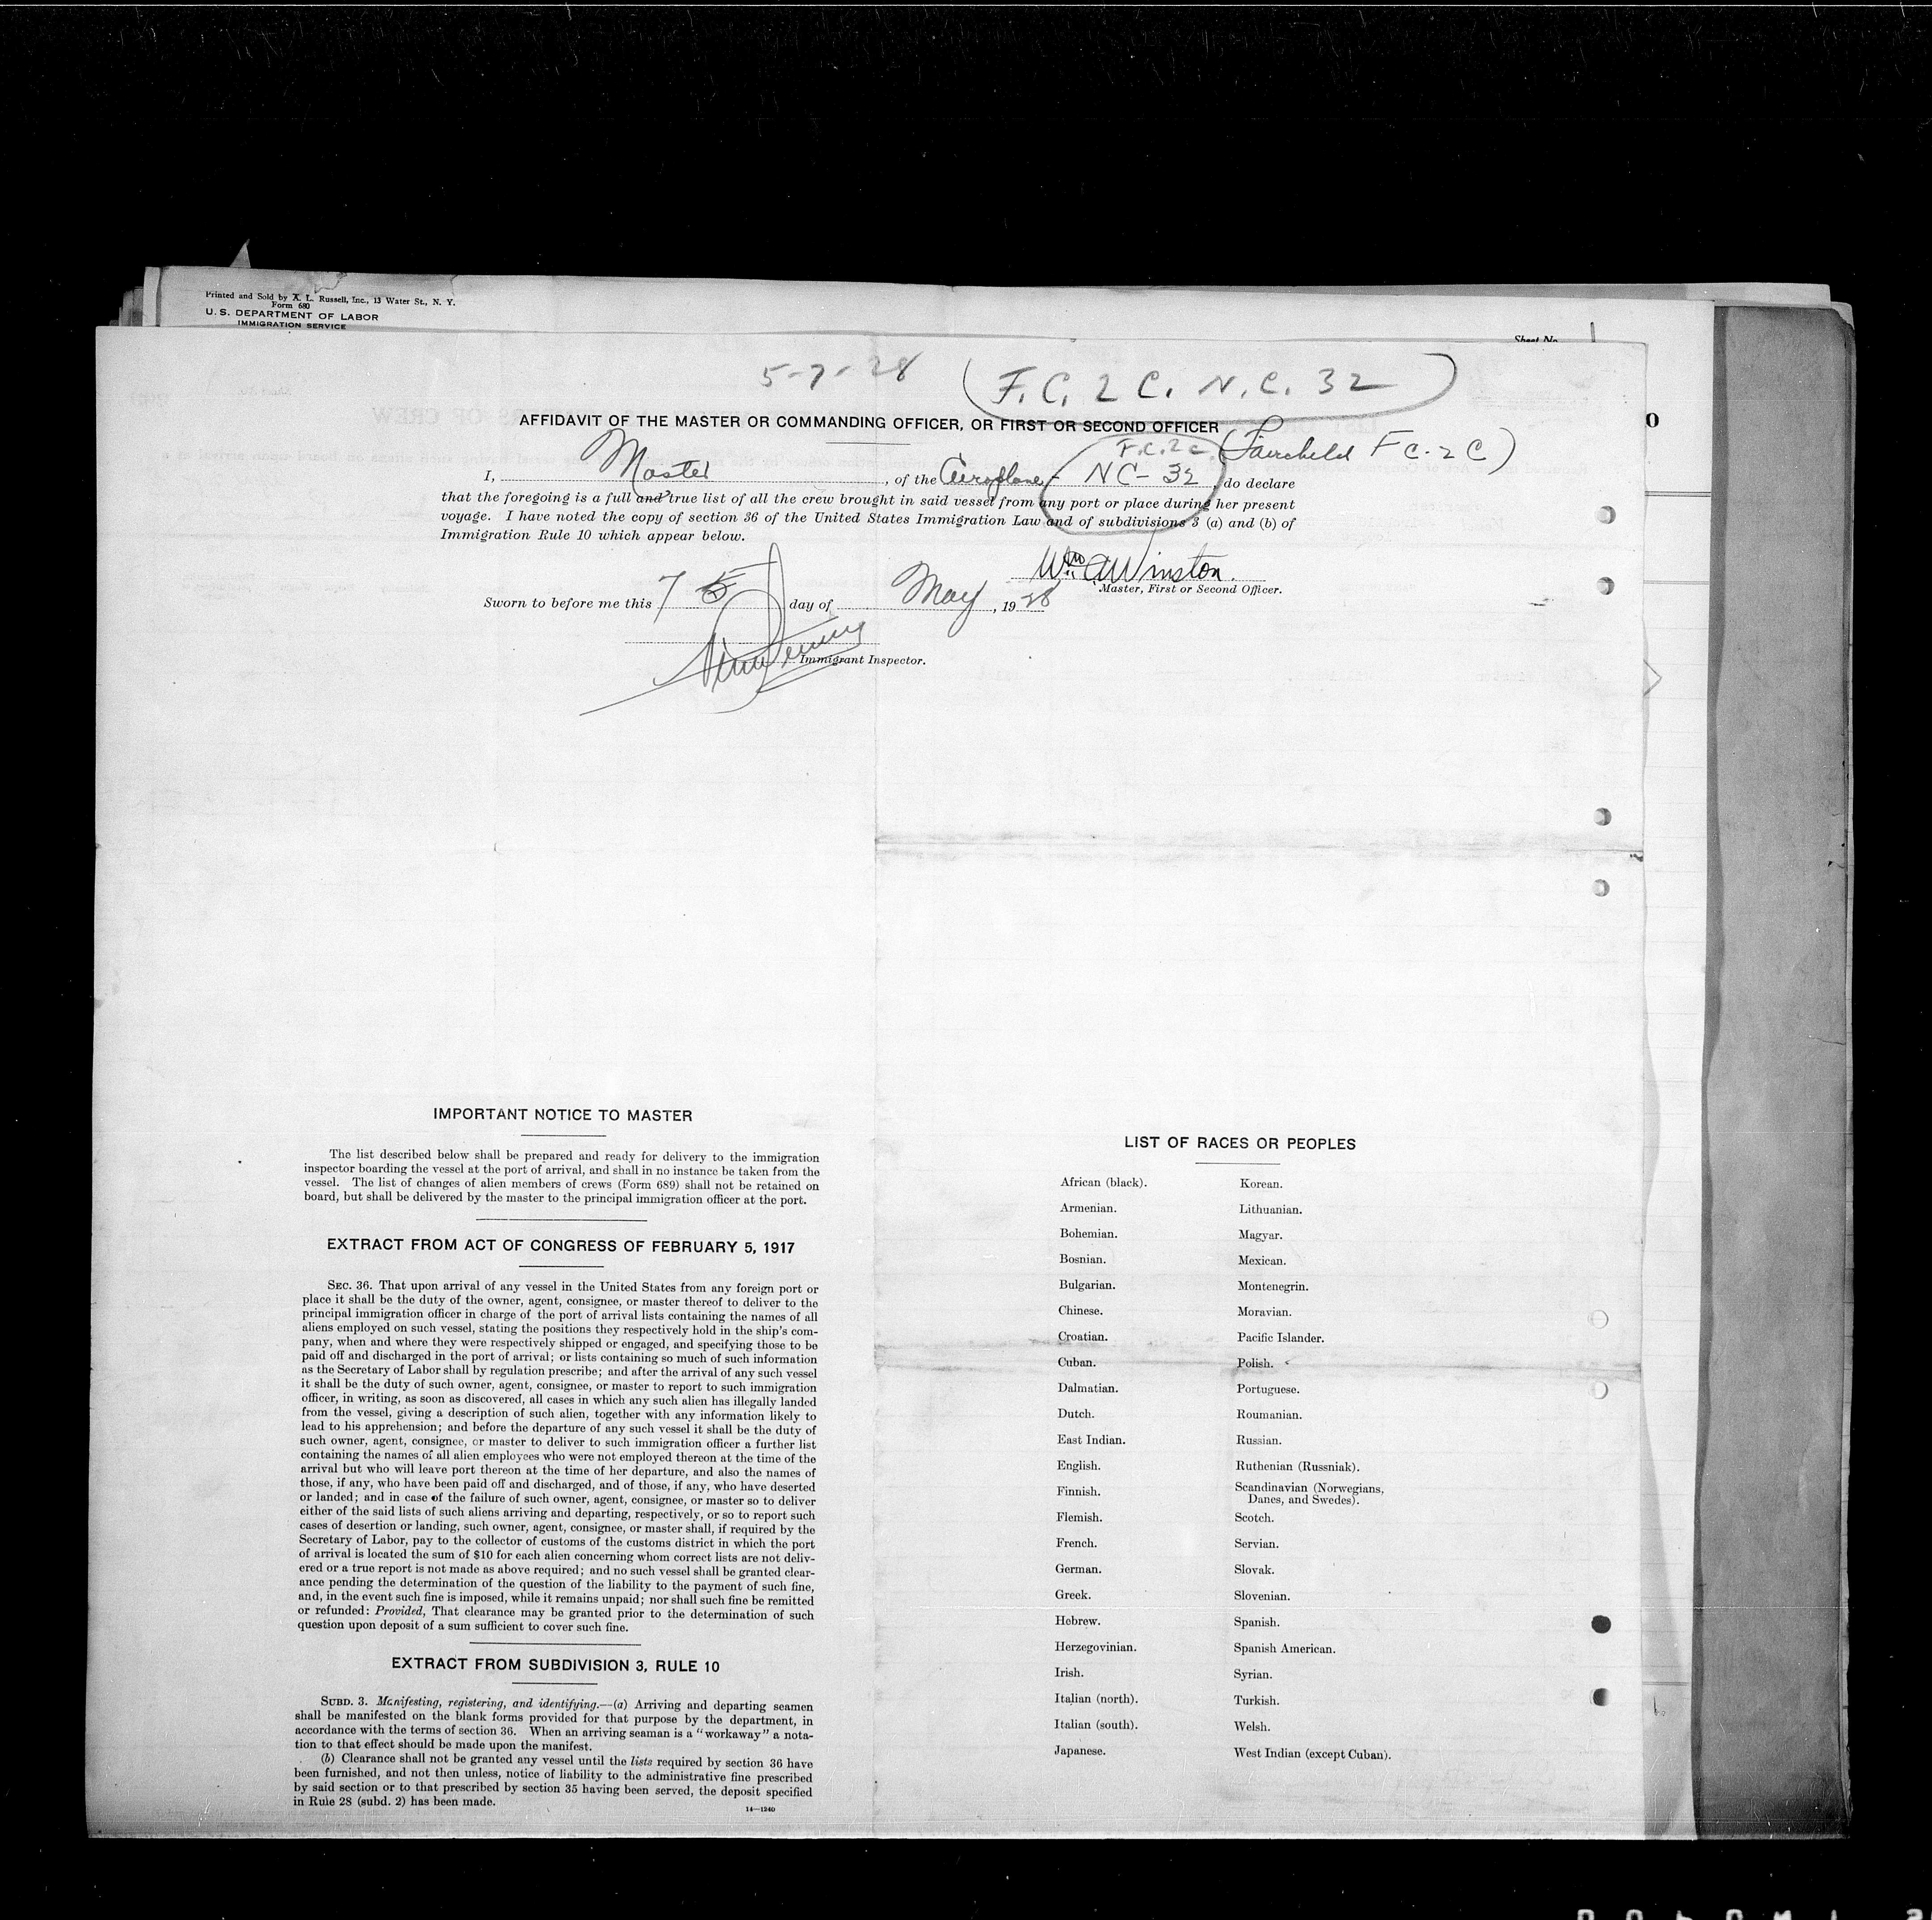 Printed and Sold by A. L. Russell, Inc., 13 Water St., N. Y.
Form 680
U. S. DEPARTMENT OF LABOR
IMMIGRATION SERVICE
Sheet No.
5-7-28
F.C. 2 C. N.C. 32
AFFIDAVIT OF THE MASTER OR COMMANDING OFFICER, OR FIRST OR SECOND OFFICER
F.C. 2 C. (Fairchild FC-2C)
I, Master, of the Aeroplane - NC-32, do declare
that the foregoing is a full and true list of all the crew brought in said vessel from any port or place during her present
voyage. I have noted the copy of section 36 of the United States Immigration Law and of subdivisions 3 (a) and (b) of
Immigration Rule 10 which appear below.
Wm A Winston.
Master, First or Second Officer.
Sworn to before me this 7 day of May, 1928
Immigrant Inspector.
IMPORTANT NOTICE TO MASTER
The list described below shall be prepared and ready for delivery to the immigration
inspector boarding the vessel at the port of arrival, and shall in no instance be taken from the
vessel. The list of changes of alien members of crews (Form 689) shall not be retained on
board, but shall be delivered by the master to the principal immigration officer at the port.
EXTRACT FROM ACT OF CONGRESS OF FEBRUARY 5, 1917
SEC. 36. That upon arrival of any vessel in the United States from any foreign port or
place it shall be the duty of the owner, agent, consignee, or master thereof to deliver to the
principal immigration officer in charge of the port of arrival lists containing the names of all
aliens employed on such vessel, stating the positions they respectively hold in the ship's com-
pany, when and where they were respectively shipped or engaged, and specifying those to be
paid off and discharged in the port of arrival; or lists containing so much of such information
as the Secretary of Labor shall by regulation prescribe; and after the arrival of any such vessel
it shall be the duty of such owner, agent, consignee, or master to report to such immigration
officer, in writing, as soon as discovered, all cases in which any such alien has illegally landed
from the vessel, giving a description of such alien, together with any information likely to
lead to his apprehension; and before the departure of any such vessel it shall be the duty of
such owner, agent, consignee, or master to deliver to such immigration officer a further list
containing the names of all alien employees who were not employed thereon at the time of the
arrival but who will leave port thereon at the time of her departure, and also the names of
those, if any, who have been paid off and discharged, and of those, if any, who have deserted
or landed; and in case of the failure of such owner, agent, consignee, or master so to deliver
either of the said lists of such aliens arriving and departing, respectively, or so to report such
cases of desertion or landing, such owner, agent, consignee, or master shall, if required by the
Secretary of Labor, pay to the collector of customs of the customs district in which the port
of arrival is located the sum of $10 for each alien concerning whom correct lists are not deliv-
ered or a true report is not made as above required; and no such vessel shall be granted clear-
ance pending the determination of the question of the liability to the payment of such fine,
and, in the event such fine is imposed, while it remains unpaid; nor shall such fine be remitted
or refunded: Provided, That clearance may be granted prior to the determination of such
question upon deposit of a sum sufficient to cover such fine.
EXTRACT FROM SUBDIVISION 3, RULE 10
SUBD. 3. Manifesting, registering, and identifying.—(a) Arriving and departing seamen
shall be manifested on the blank forms provided for that purpose by the department, in
accordance with the terms of section 36. When an arriving seaman is a "workaway" a nota-
tion to that effect should be made upon the manifest.
(b) Clearance shall not be granted any vessel until the lists required by section 36 have
been furnished, and not then unless, notice of liability to the administrative fine prescribed
by said section or to that prescribed by section 35 having been served, the deposit specified
in Rule 28 (subd. 2) has been made.
14—1240
LIST OF RACES OR PEOPLES
African (black).
Armenian.
Bohemian.
Bosnian.
Bulgarian.
Chinese.
Croatian.
Cuban.
Dalmatian.
Dutch.
East Indian.
English.
Finnish.
Flemish.
French.
German.
Greek.
Hebrew.
Herzegovinian.
Irish.
Italian (north).
Italian (south).
Japanese.
Korean.
Lithuanian.
Magyar.
Mexican.
Montenegrin.
Moravian.
Pacific Islander.
Polish.
Portuguese.
Roumanian.
Russian.
Ruthenian (Russniak).
Scandinavian (Norwegians,
Danes, and Swedes).
Scotch.
Servian.
Slovak.
Slovenian.
Spanish.
Spanish American.
Syrian.
Turkish.
Welsh.
West Indian (except Cuban).